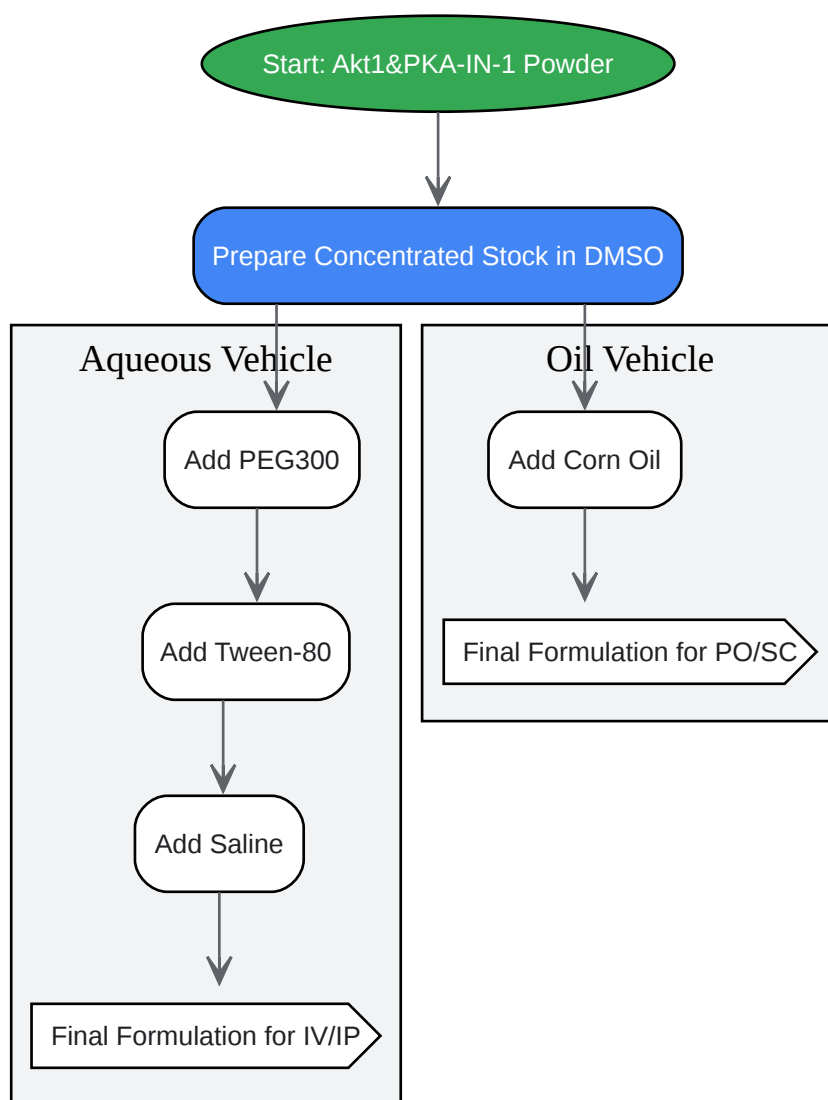 Start: Akt1&PKA-IN-1 Powder
Prepare Concentrated Stock in DMSO
Aqueous Vehicle
Add PEG300
Add Tween-80
Add Saline
Final Formulation for IV/IP
Oil Vehicle
Add Corn Oil
Final Formulation for PO/SC